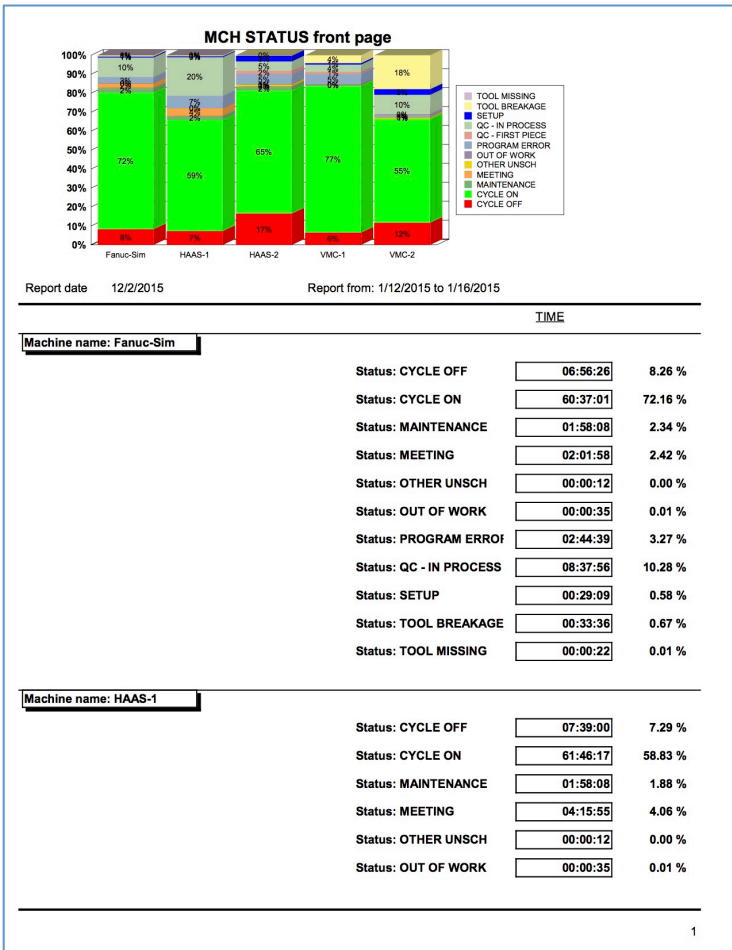 MCH STATUS front page
100%
90%
80%
70%
60%
50%
40%
30%
20%
10%
0%
10%
2%
72%
8%
20%
7%
2%
59%
7%
5%
2%
65%
17%
4%
77%
6%
18%
10%
55%
12%
Fanuc-Sim HAAS-1 HAAS-2 VMC-1 VMC-2
TOOL MISSING
TOOL BREAKAGE
SETUP
QC - IN PROCESS
QC - FIRST PIECE
PROGRAM ERROR
OUT OF WORK
OTHER UNSCH
MEETING
MAINTENANCE
CYCLE ON
CYCLE OFF
Report date 12/2/2015 Report from: 1/12/2015 to 1/16/2015
TIME
Machine name: Fanuc-Sim
Status: CYCLE OFF 06:56:26 8.26 %
Status: CYCLE ON 60:37:01 72.16 %
Status: MAINTENANCE 01:58:08 2.34 %
Status: MEETING 02:01:58 2.42 %
Status: OTHER UNSCH 00:00:12 0.00 %
Status: OUT OF WORK 00:00:35 0.01 %
Status: PROGRAM ERROR 02:44:39 3.27 %
Status: QC - IN PROCESS 08:37:56 10.28 %
Status: SETUP 00:29:09 0.58 %
Status: TOOL BREAKAGE 00:33:36 0.67 %
Status: TOOL MISSING 00:00:22 0.01 %
Machine name: HAAS-1
Status: CYCLE OFF 07:39:00 7.29 %
Status: CYCLE ON 61:46:17 58.83 %
Status: MAINTENANCE 01:58:08 1.88 %
Status: MEETING 04:15:55 4.06 %
Status: OTHER UNSCH 00:00:12 0.00 %
Status: OUT OF WORK 00:00:35 0.01 %
1